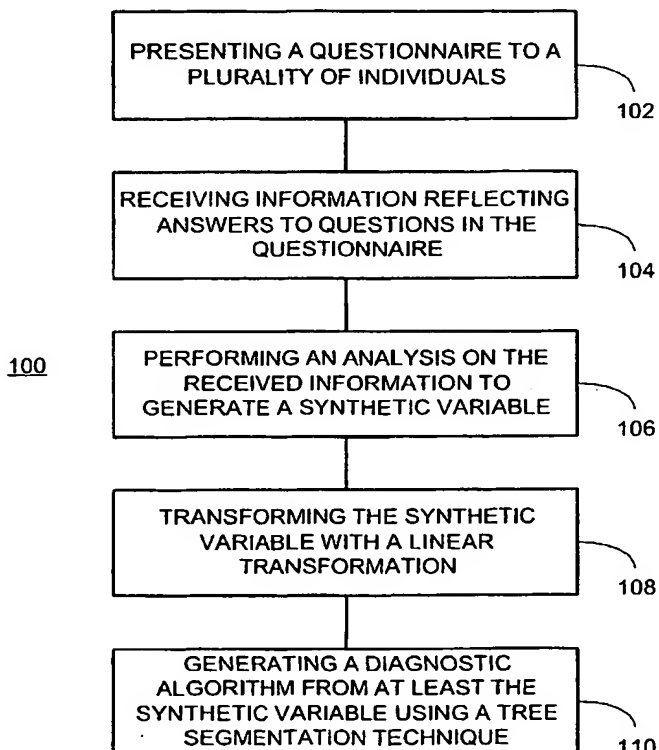 PRESENTING A QUESTIONNAIRE TO A
PLURALITY OF INDIVIDUALS
102
RECEIVING INFORMATION REFLECTING
ANSWERS TO QUESTIONS IN THE
QUESTIONNAIRE
104
100
PERFORMING AN ANALYSIS ON THE
RECEIVED INFORMATION TO
GENERATE A SYNTHETIC VARIABLE
106
TRANSFORMING THE SYNTHETIC
VARIABLE WITH A LINEAR
TRANSFORMATION
108
GENERATING A DIAGNOSTIC
ALGORITHM FROM AT LEAST THE
SYNTHETIC VARIABLE USING A TREE
SEGMENTATION TECHNIQUE
110